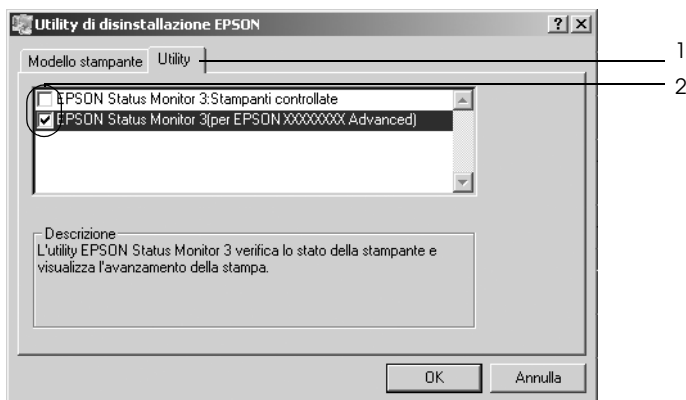 Utility di disinstallazione EPSON
Modello stampante
Utility
1
2
EPSON Status Monitor 3:Stampanti controllate
EPSON Status Monitor 3(per EPSON XXXXXXXX Advanced)
Descrizione
L'utility EPSON Status Monitor 3 verifica lo stato della stampante e
visualizza l'avanzamento della stampa.
OK
Annulla